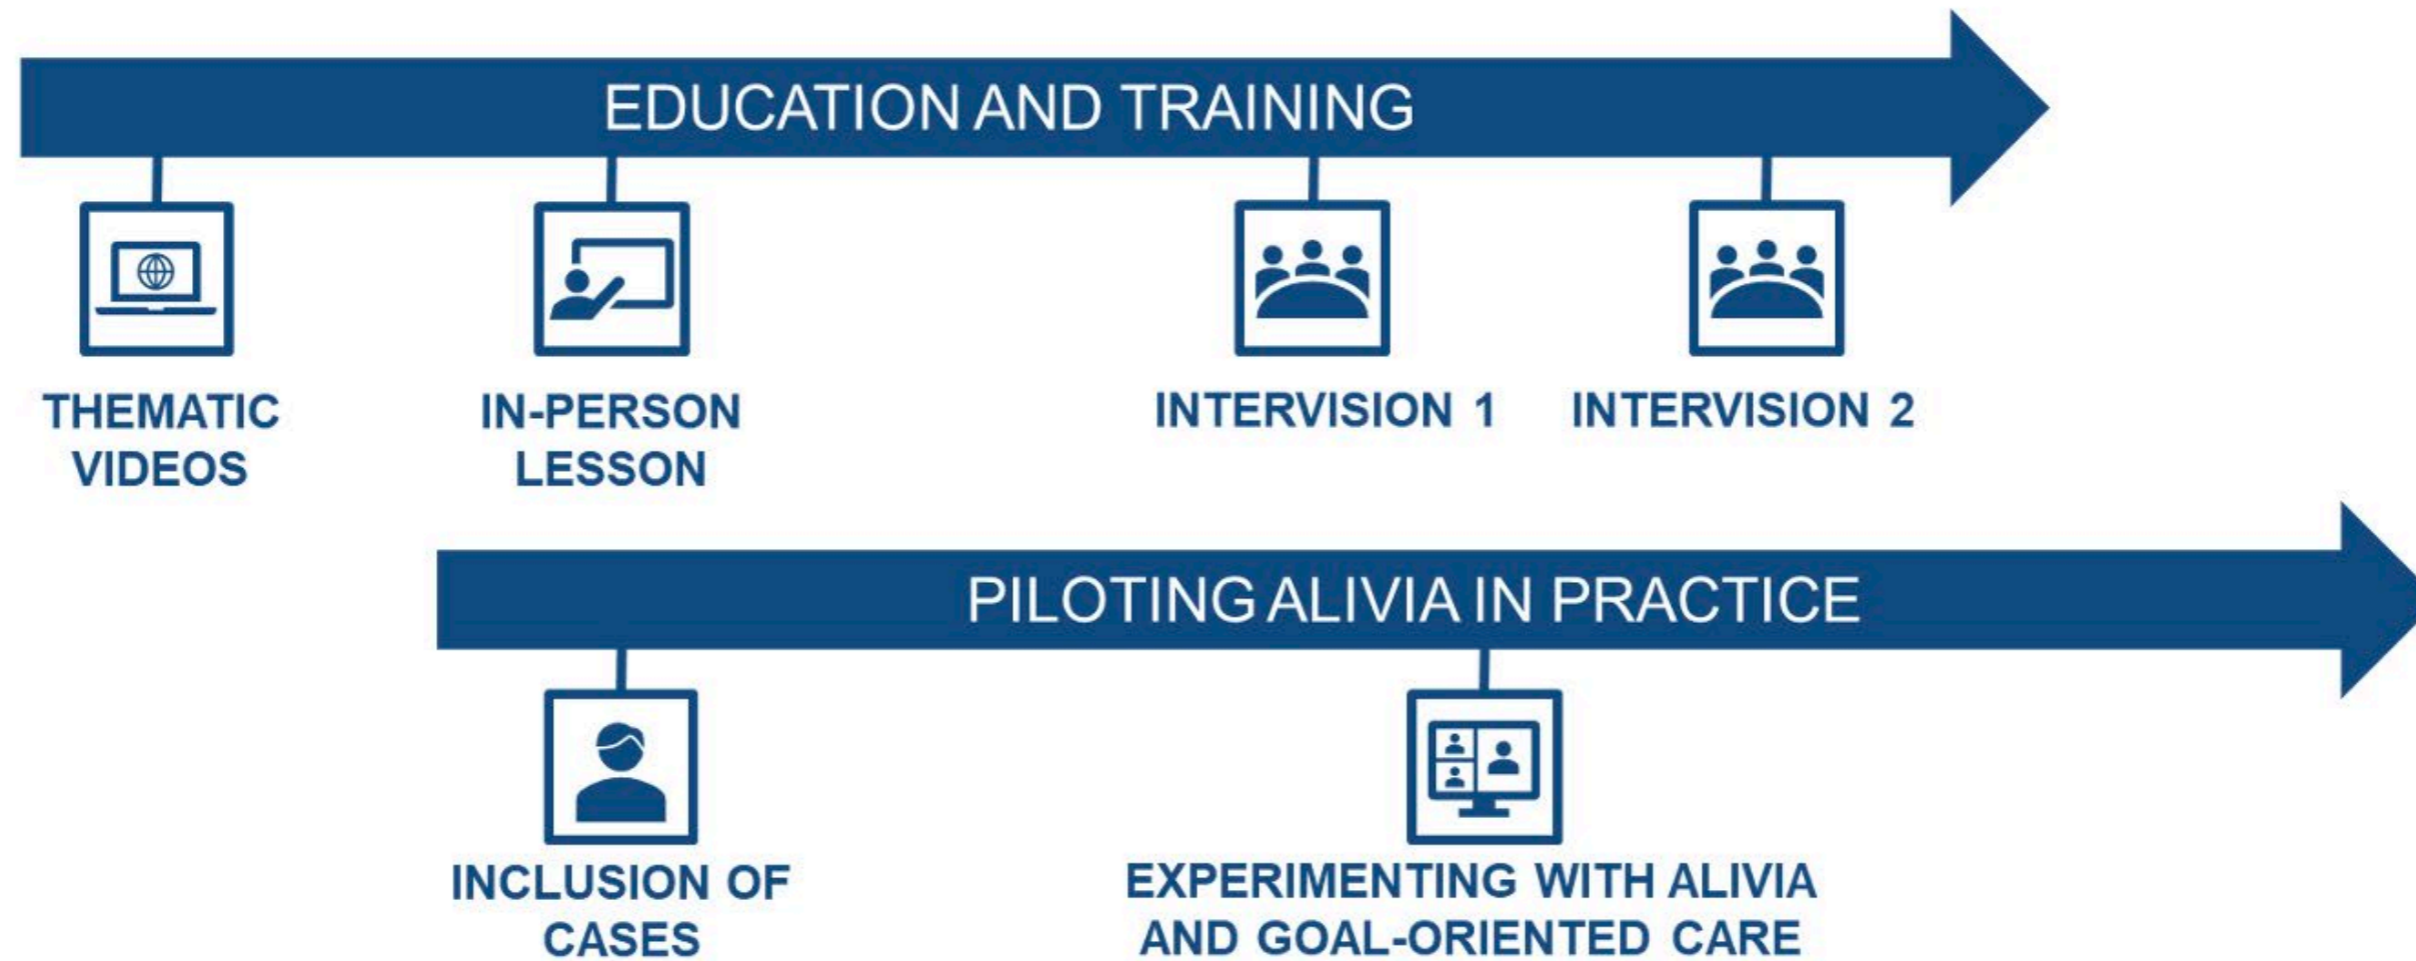 EDUCATION AND TRAINING
THEMATIC
VIDEOS
IN-PERSON
LESSON
INTERVISION 1
INTERVISION 2
PILOTING ALIVIA IN PRACTICE
INCLUSION OF
CASES
EXPERIMENTING WITH ALIVIA
AND GOAL-ORIENTED CARE